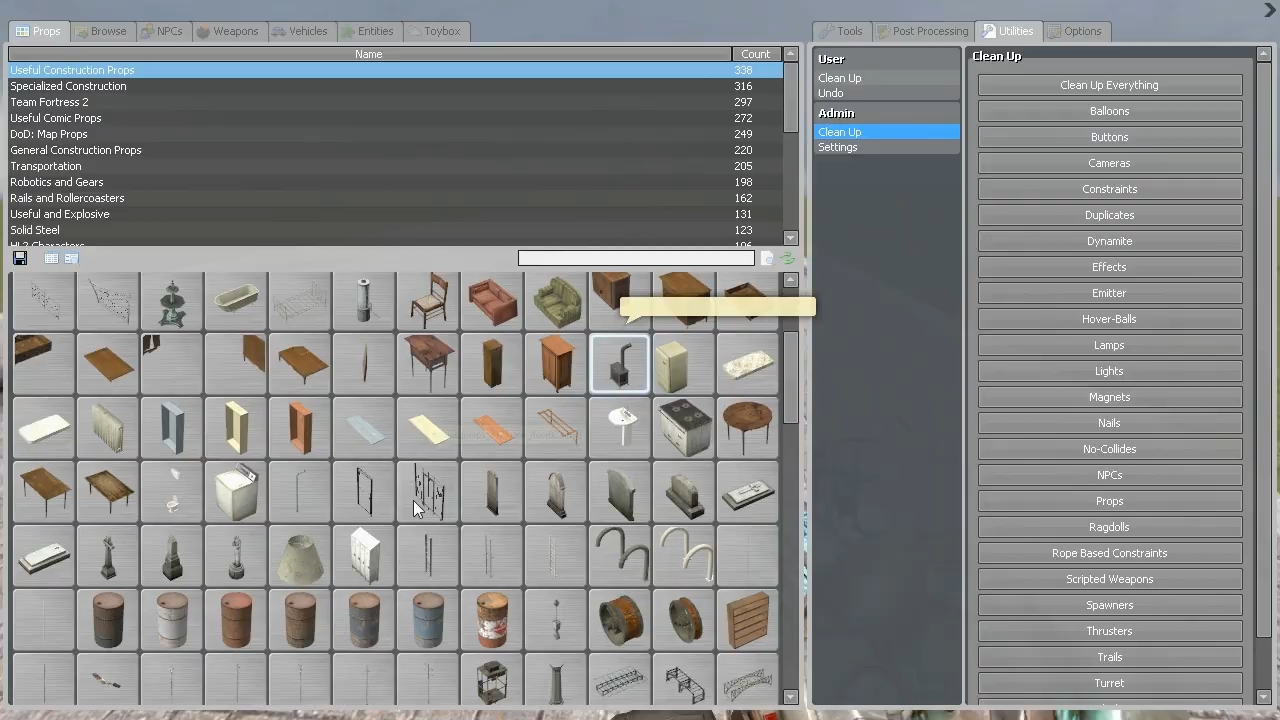 Props
Browse
NPCs
Weapons
Vehicles
Entities
Toybox
Tools
Post Processing
Utilities
Options
Name Count
Useful Construction Props 338
Specialized Construction 316
Team Fortress 2 297
Useful Comic Props 272
DoD: Map Props 249
General Construction Props 220
Transportation 205
Robotics and Gears 198
Rails and Rollercoasters 162
Useful and Explosive 131
Solid Steel 123
HL2 Characters 106
User
Clean Up
Undo
Admin
Clean Up
Settings
Clean Up
Clean Up Everything
Balloons
Buttons
Cameras
Constraints
Duplicates
Dynamite
Effects
Emitter
Hover-Balls
Lamps
Lights
Magnets
Nails
No-Collides
NPCs
Props
Ragdolls
Rope Based Constraints
Scripted Weapons
Spawners
Thrusters
Trails
Turret